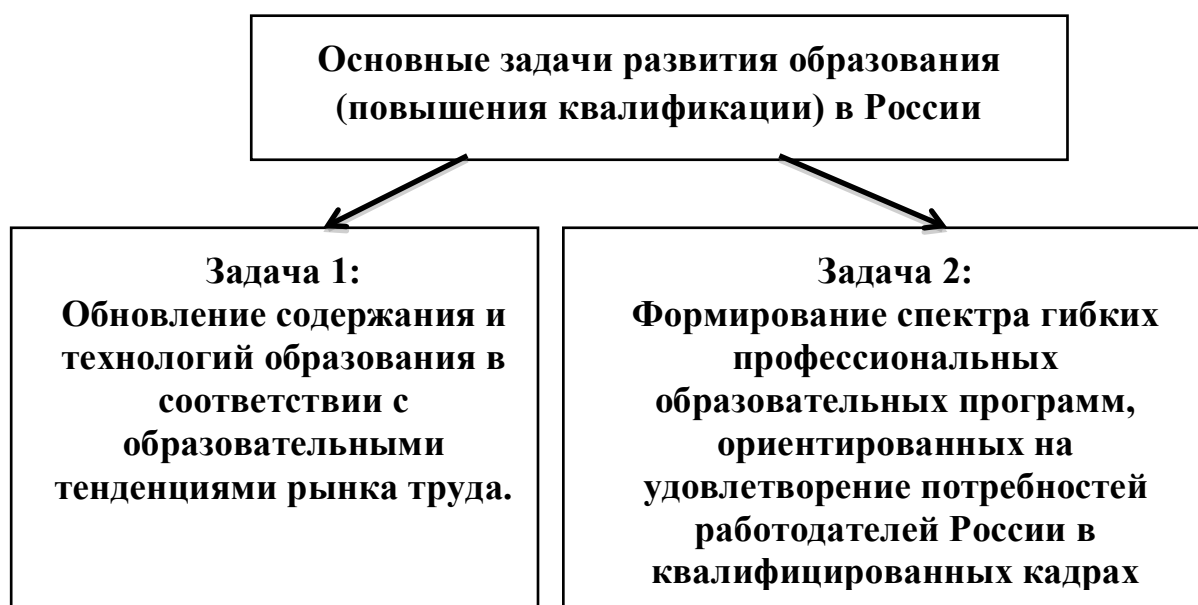 Основные задачи развития образования
(повышения квалификации) в России
Задача 1:
Обновление содержания и
технологий образования в
соответствии с
образовательными
тенденциями рынка труда.
Задача 2:
Формирование спектра гибких
профессиональных
образовательных программ,
ориентированных на
удовлетворение потребностей
работодателей России в
квалифицированных кадрах